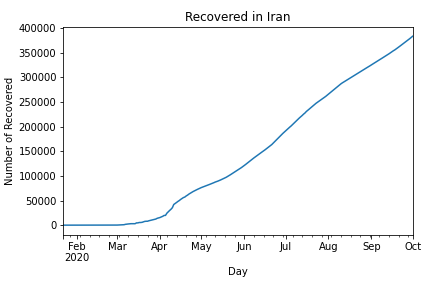 Recovered in Iran
Number of Recovered
400000
350000
300000
250000
200000
150000
100000
50000
0
Feb Mar Apr May Jun Jul Aug Sep Oct
2020
Day